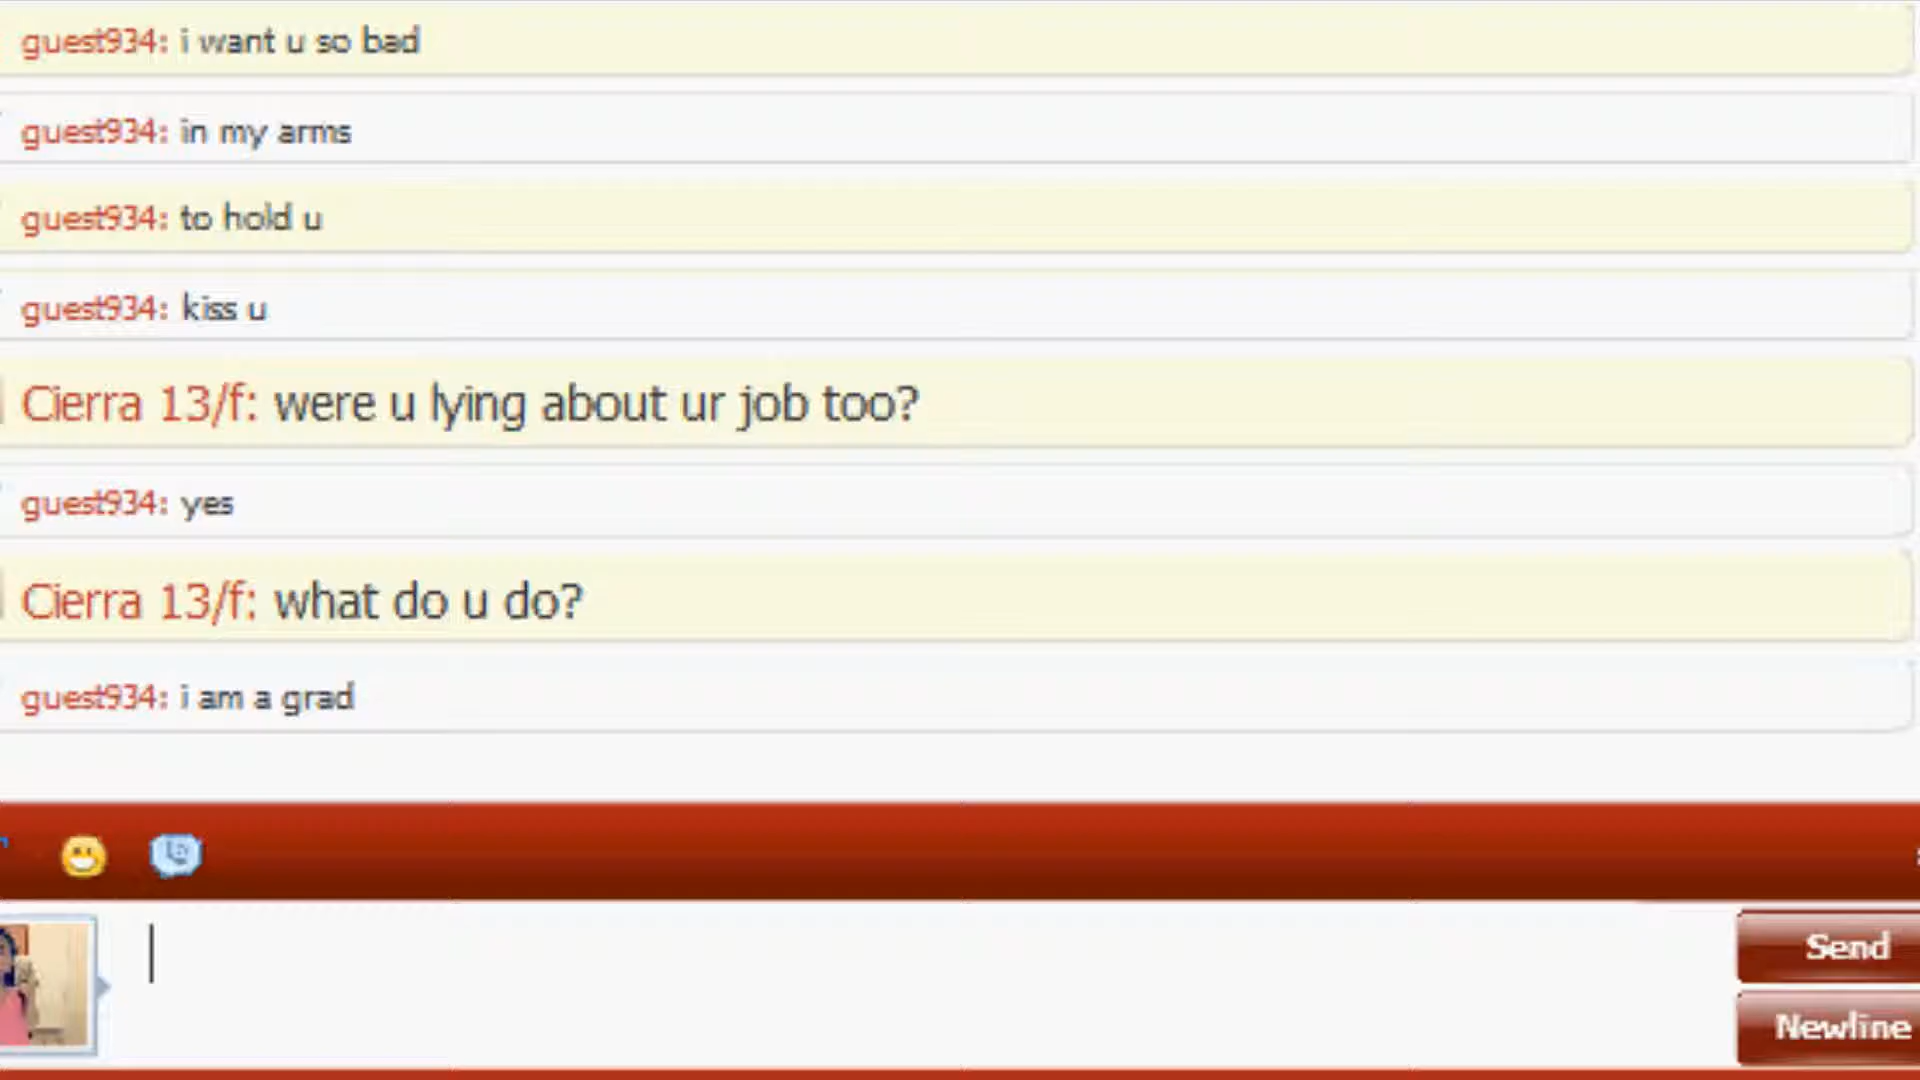 guest934: i want u so bad
guest934: in my arms
guest934: to hold u
guest934: kiss u
Cierra 13/f: were u lying about ur job too?
guest934: yes
Cierra 13/f: what do u do?
guest934: i am a grad
Send
Newline